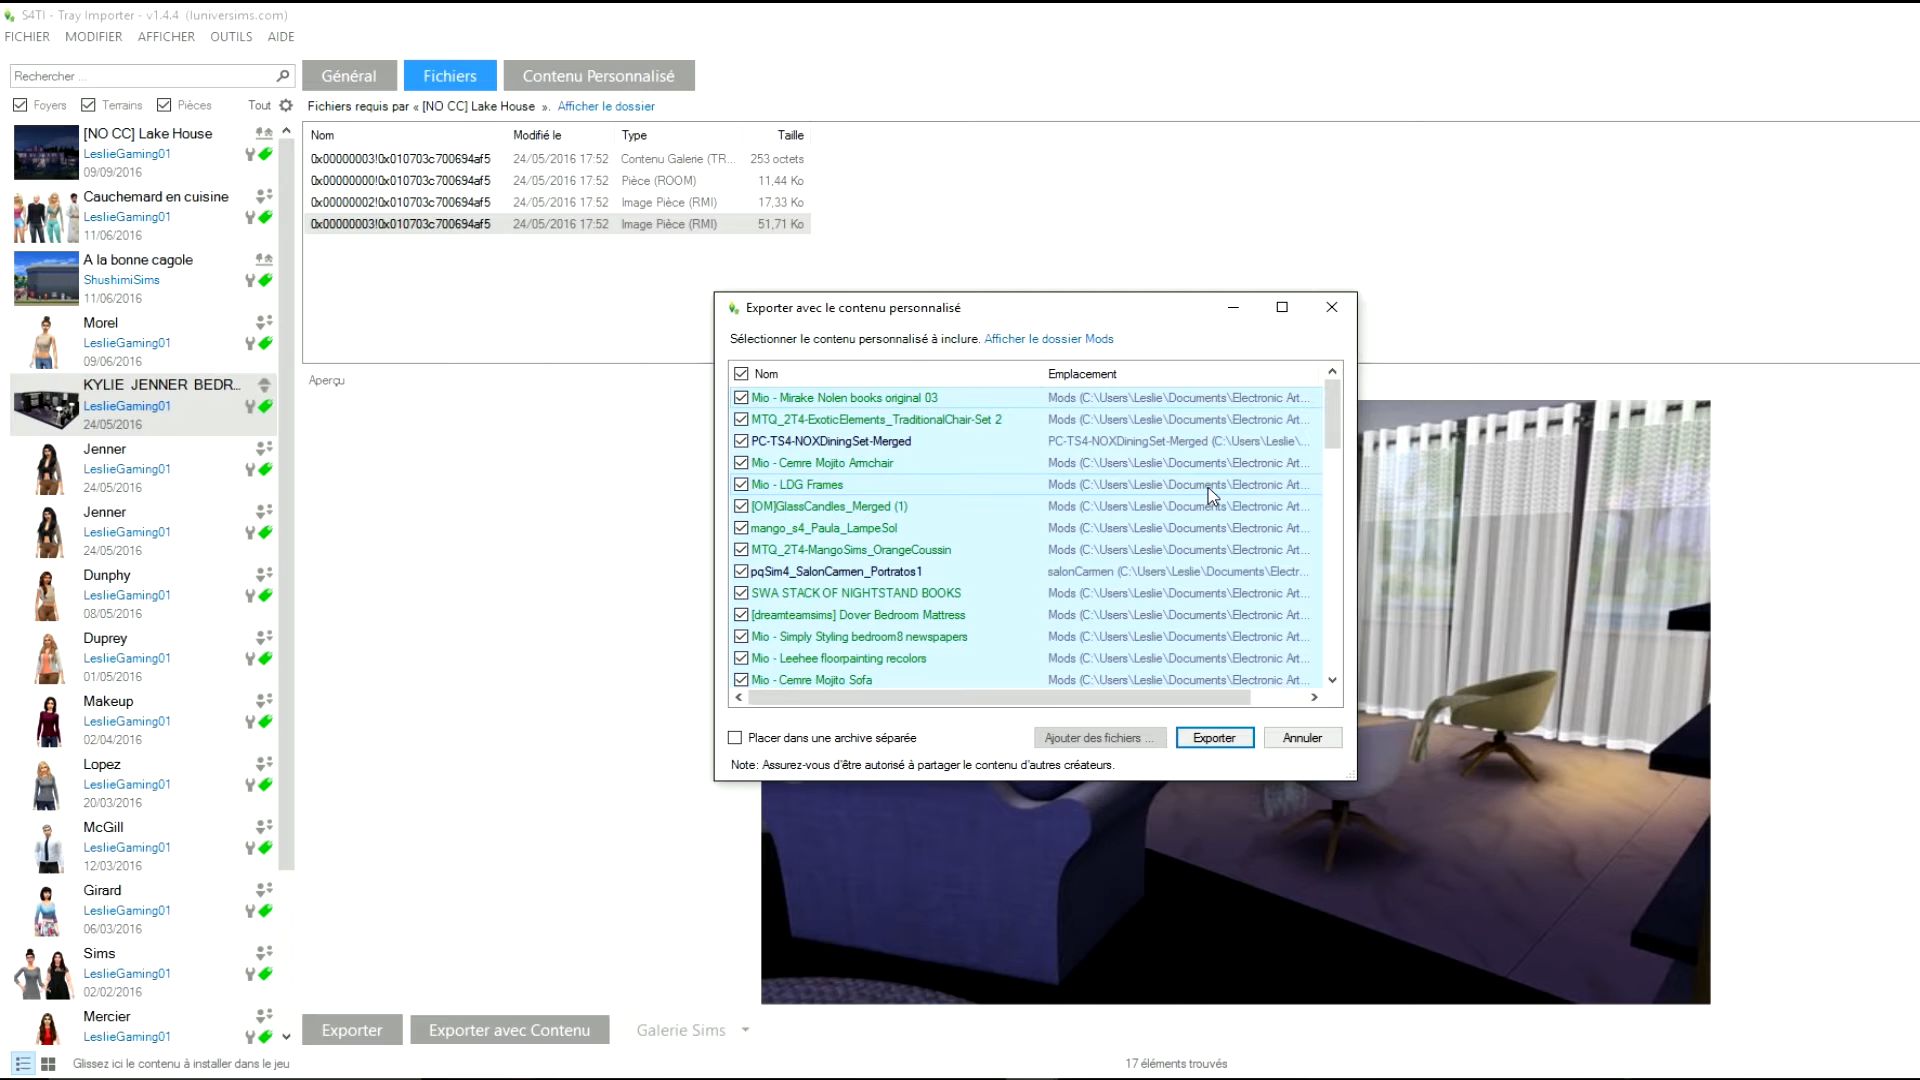 S4TI - Tray Importer - v1.4.4 (luniversims.com)
FICHIER MODIFIER AFFICHER OUTILS AIDE
Rechercher ...
Foyers Terrains Pièces Tout
[NO CC] Lake House
LeslieGaming01
09/09/2016
Cauchemard en cuisine
LeslieGaming01
11/06/2016
A la bonne cagole
ShushimiSims
11/06/2016
Morel
LeslieGaming01
09/06/2016
KYLIE JENNER BEDR...
LeslieGaming01
24/05/2016
Jenner
LeslieGaming01
24/05/2016
Jenner
LeslieGaming01
24/05/2016
Dunphy
LeslieGaming01
08/05/2016
Duprey
LeslieGaming01
01/05/2016
Makeup
LeslieGaming01
02/04/2016
Lopez
LeslieGaming01
20/03/2016
McGill
LeslieGaming01
12/03/2016
Girard
LeslieGaming01
06/03/2016
Sims
LeslieGaming01
02/02/2016
Mercier
LeslieGaming01
Général Fichiers Contenu Personnalisé
Fichiers requis par « [NO CC] Lake House ». Afficher le dossier
Nom Modifié le Type Taille
0x00000003!0x010703c700694af5 24/05/2016 17:52 Contenu Galerie (TR... 253 octets
0x00000000!0x010703c700694af5 24/05/2016 17:52 Pièce (ROOM) 11,44 Ko
0x00000002!0x010703c700694af5 24/05/2016 17:52 Image Pièce (RMI) 17,33 Ko
0x00000003!0x010703c700694af5 24/05/2016 17:52 Image Pièce (RMI) 51,71 Ko
Aperçu
Exporter avec le contenu personnalisé
Sélectionner le contenu personnalisé à inclure. Afficher le dossier Mods
Nom Emplacement
Mio - Mirake Nolen books original 03 Mods (C:\Users\Leslie\Documents\Electronic Art...
MTQ_2T4-ExoticElements_TraditionalChair-Set 2 Mods (C:\Users\Leslie\Documents\Electronic Art...
PC-TS4-NOXDiningSet-Merged PC-TS4-NOXDiningSet-Merged (C:\Users\Leslie\...
Mio - Cemre Mojito Armchair Mods (C:\Users\Leslie\Documents\Electronic Art...
Mio - LDG Frames Mods (C:\Users\Leslie\Documents\Electronic Art...
[OM]GlassCandles_Merged (1) Mods (C:\Users\Leslie\Documents\Electronic Art...
mango_s4_Paula_LampeSol Mods (C:\Users\Leslie\Documents\Electronic Art...
MTQ_2T4-MangoSims_OrangeCoussin Mods (C:\Users\Leslie\Documents\Electronic Art...
pqSim4_SalonCarmen_Portratos1 salonCarmen (C:\Users\Leslie\Documents\Electr...
SWA STACK OF NIGHTSTAND BOOKS Mods (C:\Users\Leslie\Documents\Electronic Art...
[dreamteamsims] Dover Bedroom Mattress Mods (C:\Users\Leslie\Documents\Electronic Art...
Mio - Simply Styling bedroom8 newspapers Mods (C:\Users\Leslie\Documents\Electronic Art...
Mio - Leehee floorpainting recolors Mods (C:\Users\Leslie\Documents\Electronic Art...
Mio - Cemre Mojito Sofa Mods (C:\Users\Leslie\Documents\Electronic Art...
Placer dans une archive séparée Ajouter des fichiers ... Exporter Annuler
Note: Assurez-vous d'être autorisé à partager le contenu d'autres créateurs.
Exporter Exporter avec Contenu Galerie Sims
Glissez ici le contenu à installer dans le jeu 17 éléments trouvés